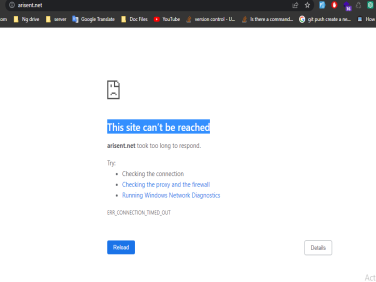 arisent.net
om
Nq drive
server
Google Translate
Doc Files
YouTube
version control - U...
Is there a command...
git push create a ne...
How
This site can't be reached
arisent.net took too long to respond.
Try:
• Checking the connection
• Checking the proxy and the firewall
• Running Windows Network Diagnostics
ERR_CONNECTION_TIMED_OUT
Reload
Details
Act